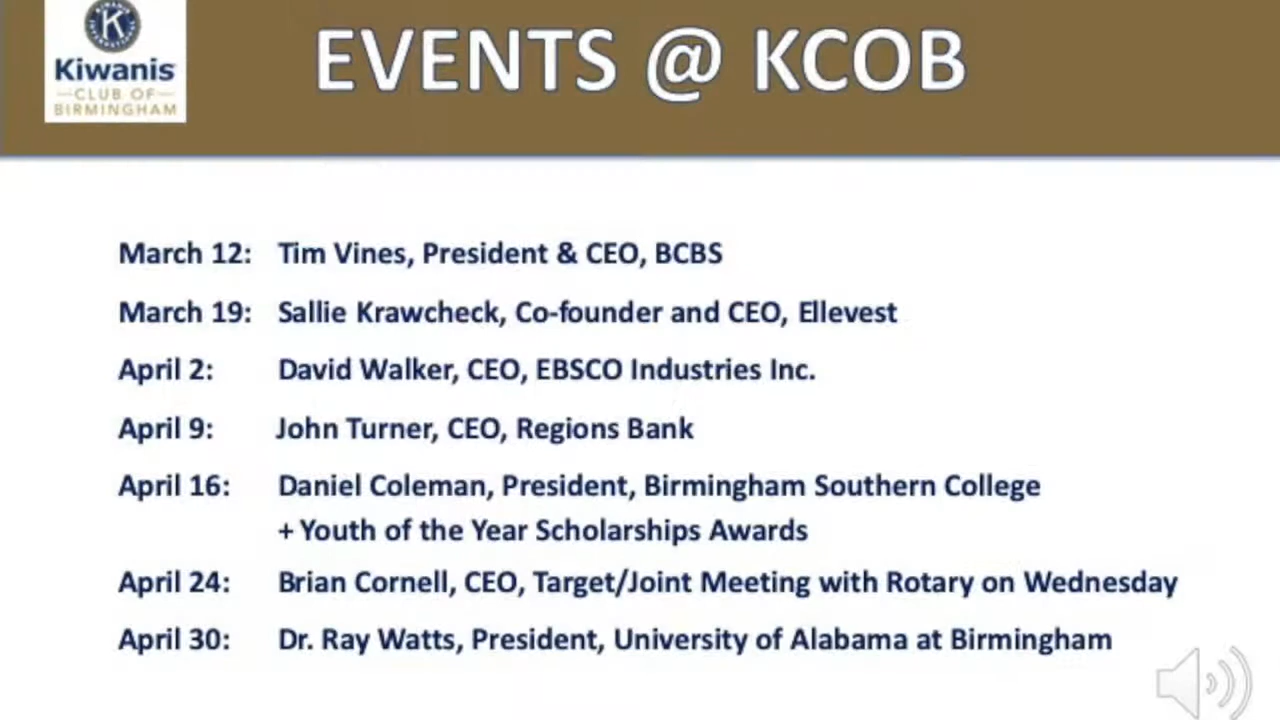 Kiwanis
CLUB OF
BIRMINGHAM
EVENTS @ KCOB
March 12: Tim Vines, President & CEO, BCBS
March 19: Sallie Krawcheck, Co-founder and CEO, Ellevest
April 2: David Walker, CEO, EBSCO Industries Inc.
April 9: John Turner, CEO, Regions Bank
April 16: Daniel Coleman, President, Birmingham Southern College
+ Youth of the Year Scholarships Awards
April 24: Brian Cornell, CEO, Target/Joint Meeting with Rotary on Wednesday
April 30: Dr. Ray Watts, President, University of Alabama at Birmingham